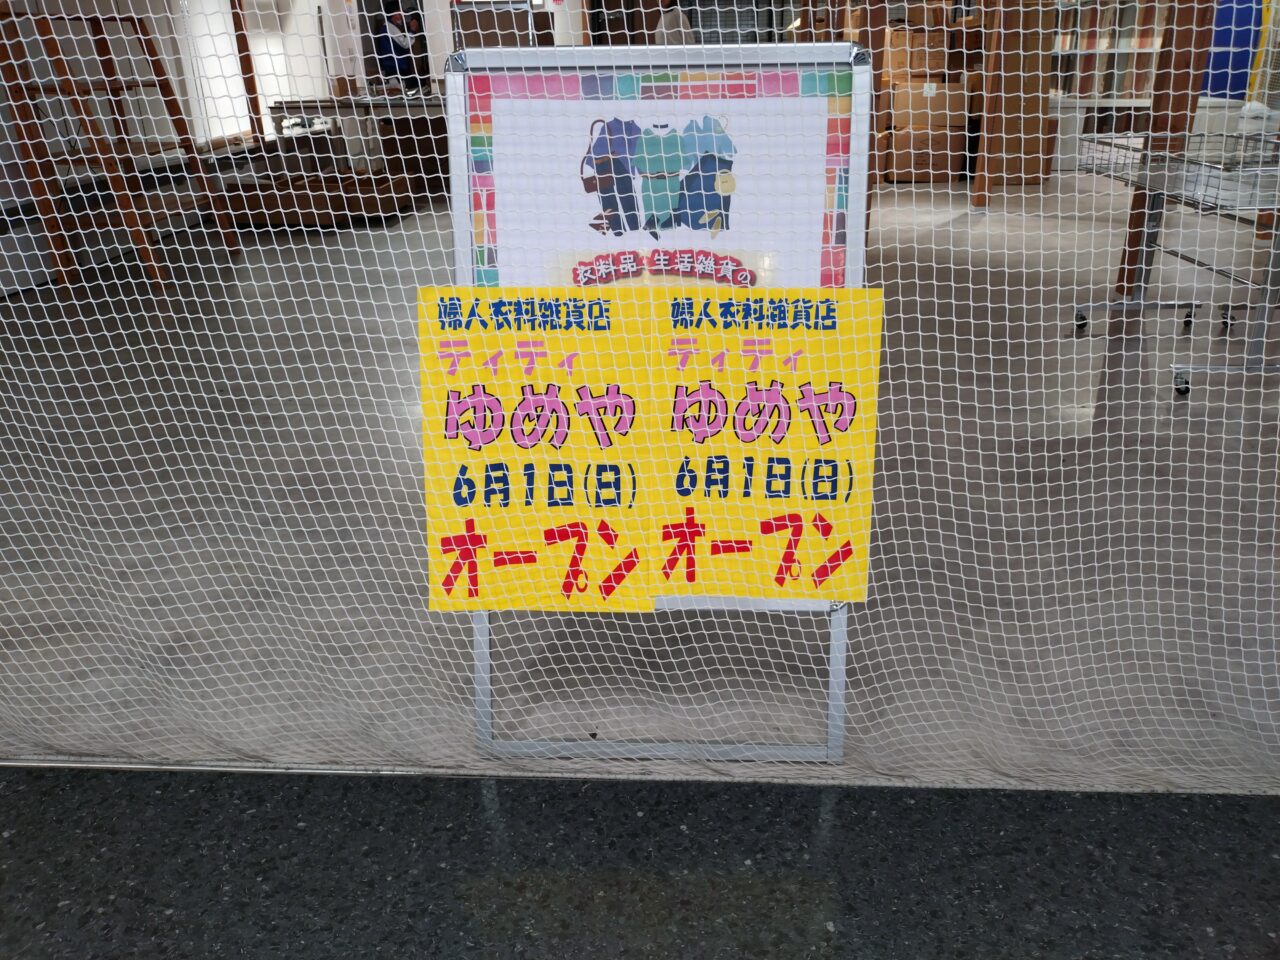 衣料品・生活雑貨の
婦人衣料雑貨店
ティティ
ゆめや
6月1日(日)
オープン
婦人衣料雑貨店
ティティ
ゆめや
6月1日(日)
オープン